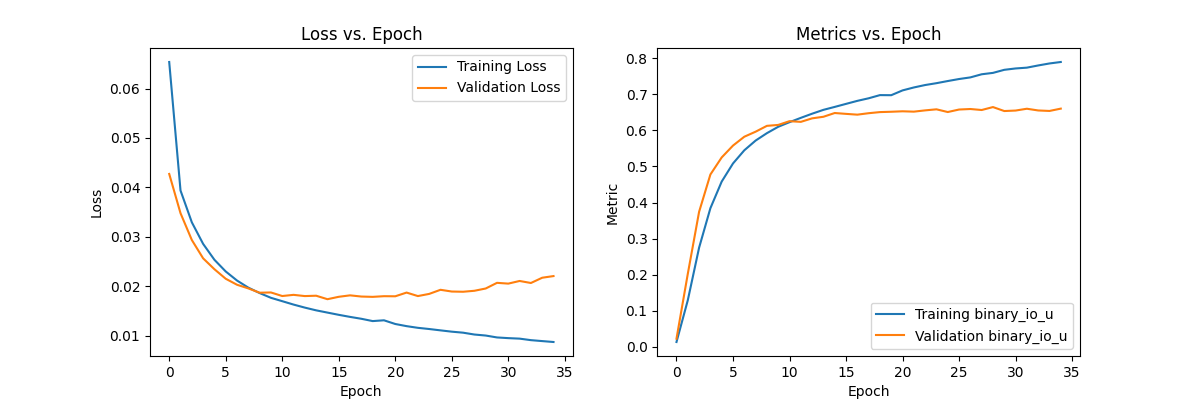 Loss vs. Epoch
Training Loss
Validation Loss
0.06
0.05
0.04
0.03
0.02
0.01
Loss
0 5 10 15 20 25 30 35
Epoch
Metrics vs. Epoch
0.8
0.7
0.6
0.5
0.4
0.3
0.2
0.1
0.0
Metric
Training binary_io_u
Validation binary_io_u
0 5 10 15 20 25 30 35
Epoch